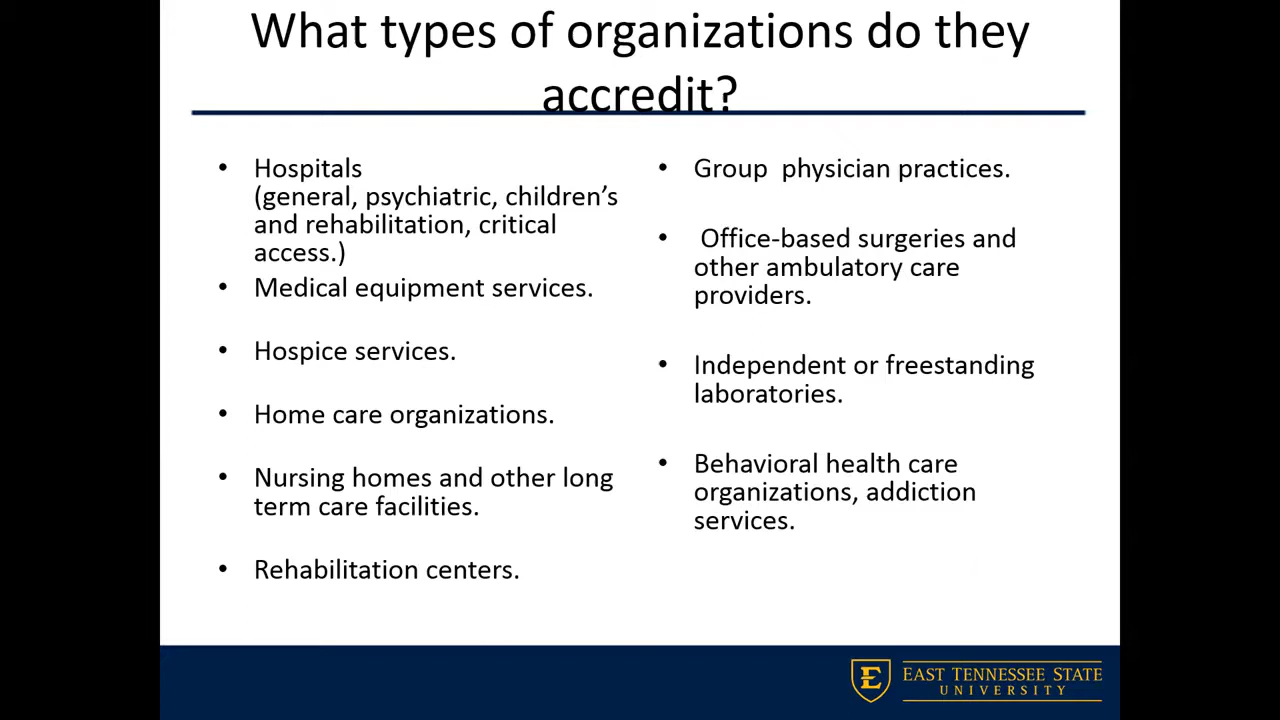 What types of organizations do they
accredit?
• Hospitals
(general, psychiatric, children’s
and rehabilitation, critical
access.)
• Medical equipment services.
• Hospice services.
• Home care organizations.
• Nursing homes and other long
term care facilities.
• Rehabilitation centers.
• Group  physician practices.
•  Office-based surgeries and
other ambulatory care
providers.
• Independent or freestanding
laboratories.
• Behavioral health care
organizations, addiction
services.
E
EAST TENNESSEE STATE
UNIVERSITY